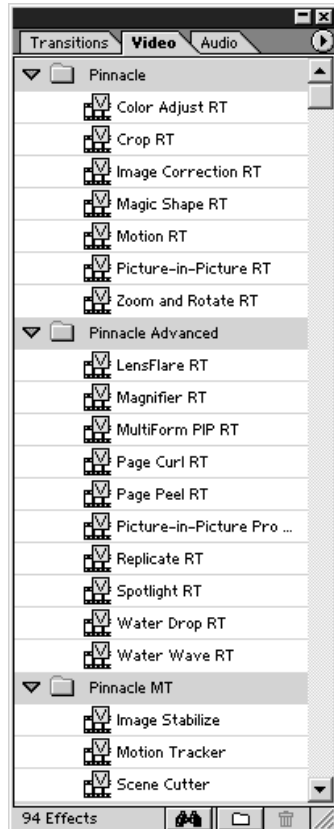 Transitions Video Audio
Pinnacle
Color Adjust RT
Crop RT
Image Correction RT
Magic Shape RT
Motion RT
Picture-in-Picture RT
Zoom and Rotate RT
Pinnacle Advanced
LensFlare RT
Magnifier RT
MultiForm PIP RT
Page Curl RT
Page Peel RT
Picture-in-Picture Pro ...
Replicate RT
Spotlight RT
Water Drop RT
Water Wave RT
Pinnacle MT
Image Stabilize
Motion Tracker
Scene Cutter
94 Effects